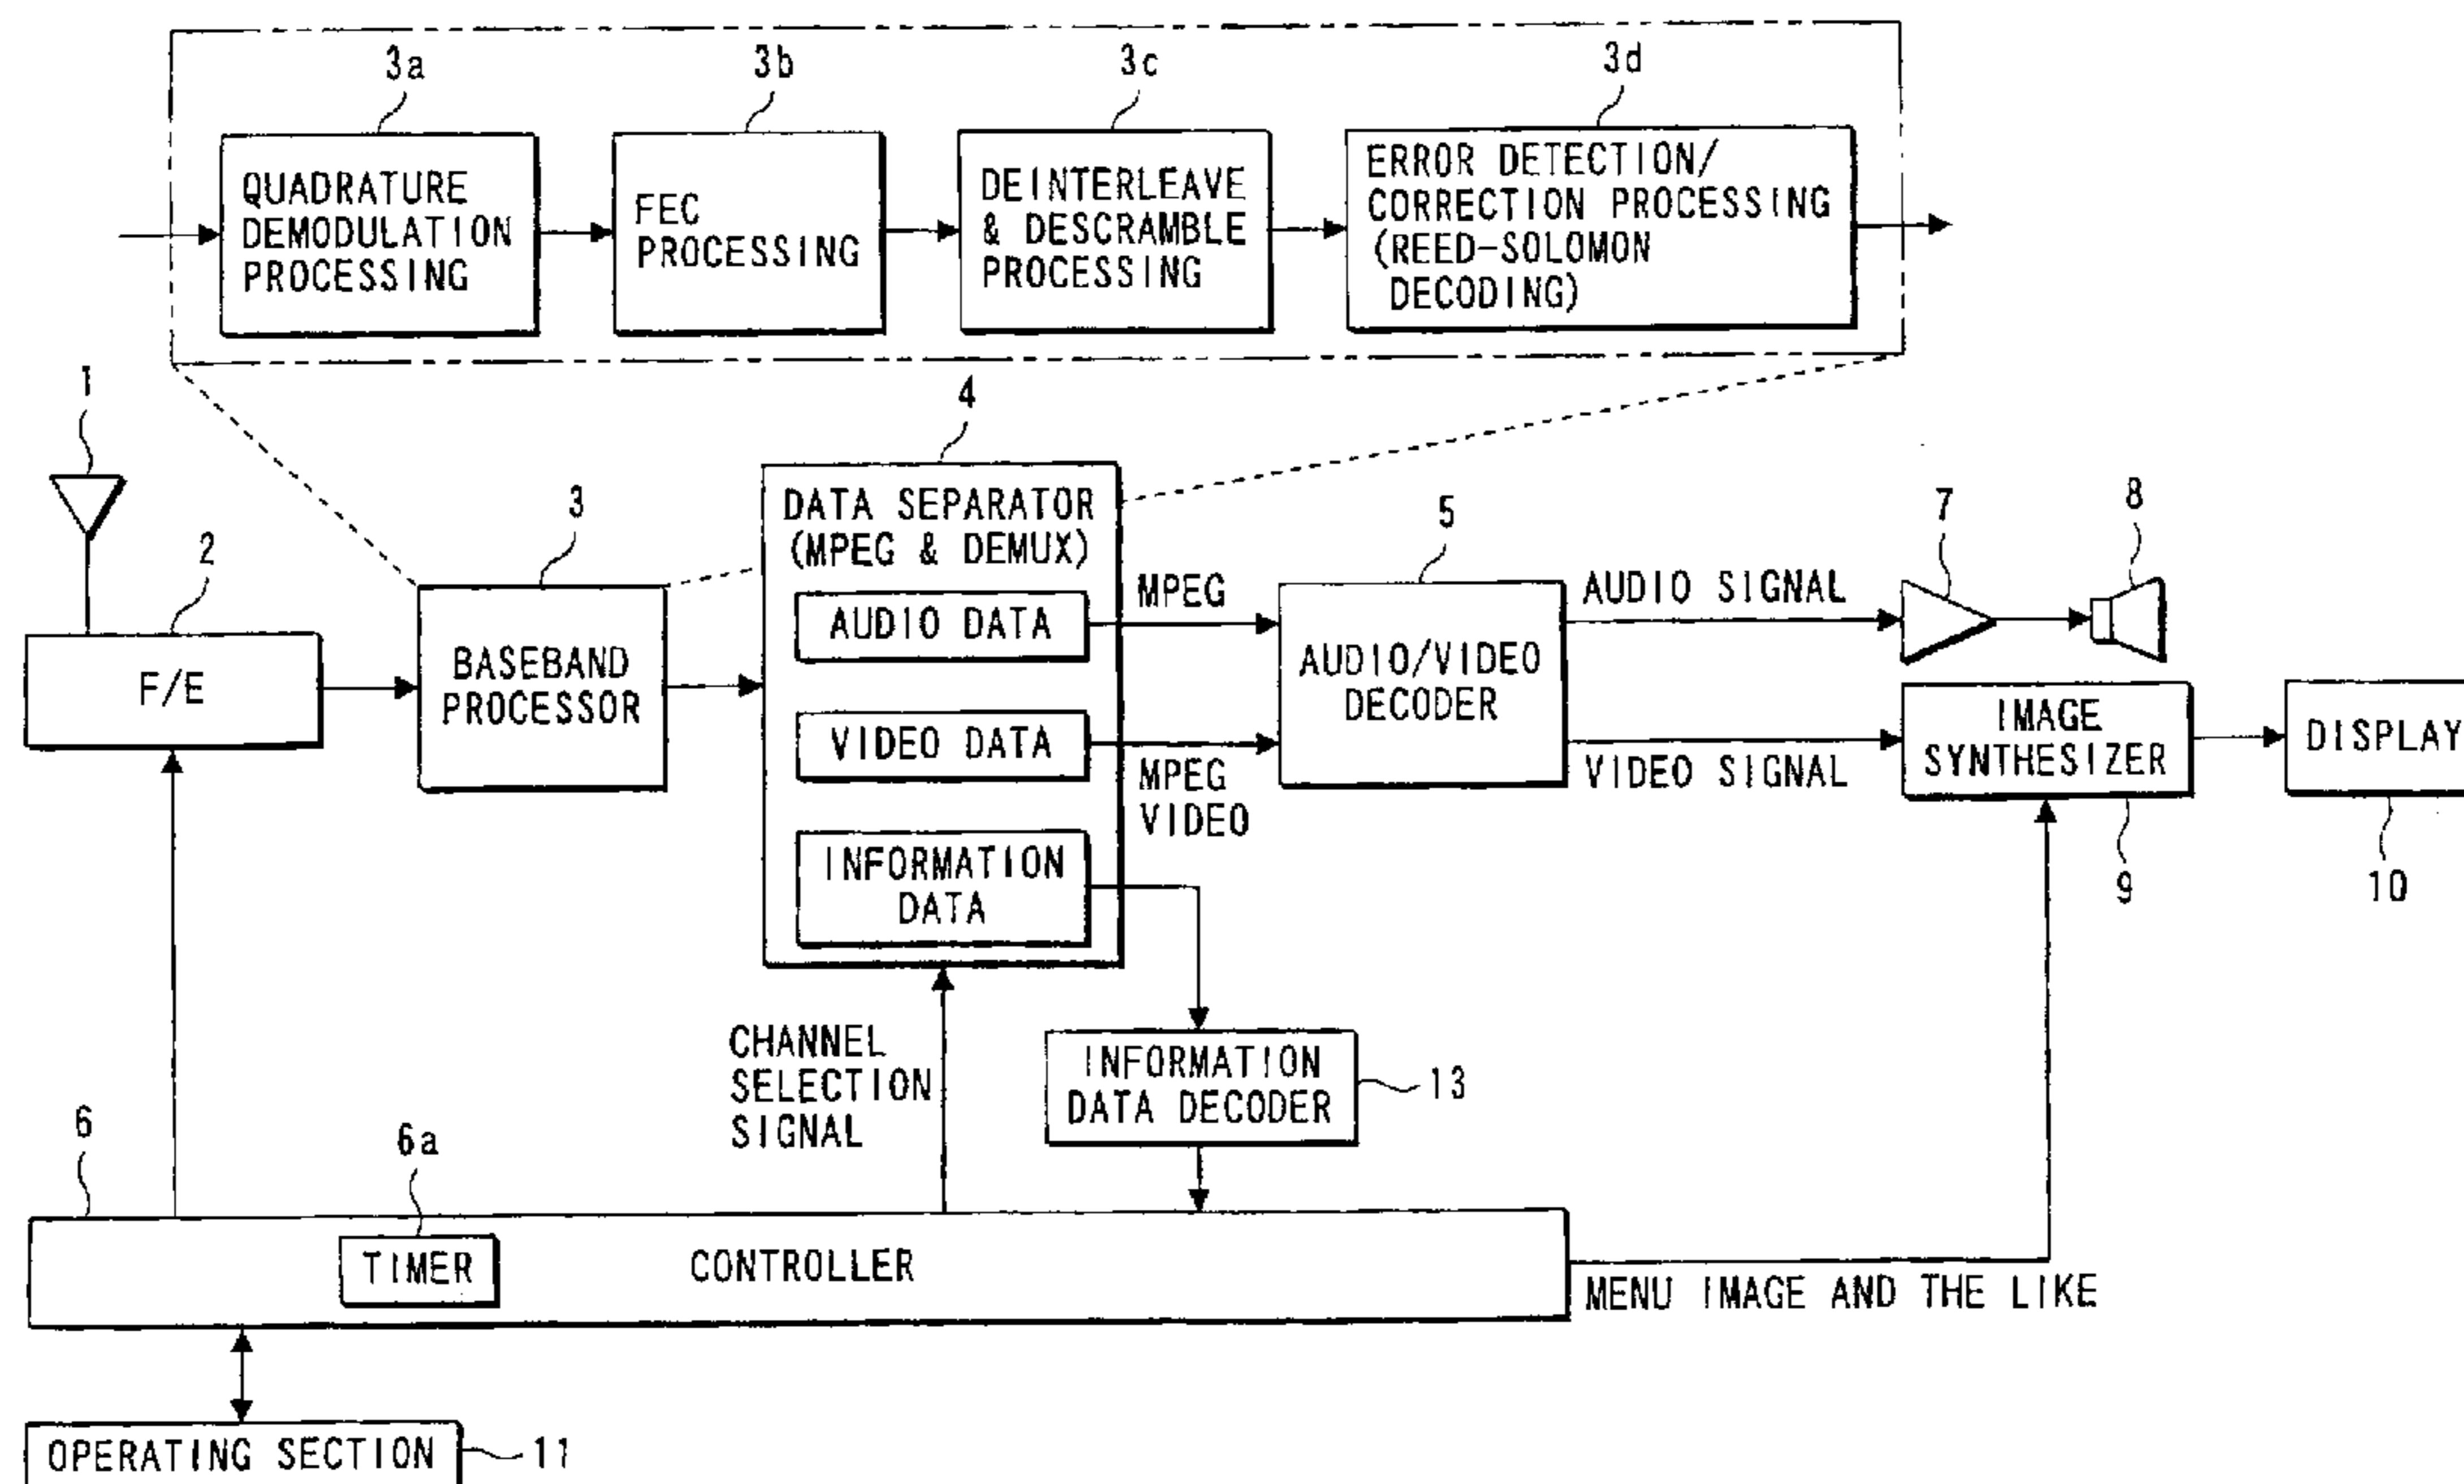 3a
3b
3c
3d
QUADRATURE
DEMODULATION
PROCESSING
FEC
PROCESSING
DEINTERLEAVE
& DESCRAMBLE
PROCESSING
ERROR DETECTION/
CORRECTION PROCESSING
(REED-SOLOMON
DECODING)
1
2
F/E
3
BASEBAND
PROCESSOR
4
DATA SEPARATOR
(MPEG & DEMUX)
AUDIO DATA
VIDEO DATA
INFORMATION
DATA
MPEG
MPEG
VIDEO
5
AUDIO/VIDEO
DECODER
AUDIO SIGNAL
VIDEO SIGNAL
7
8
IMAGE
SYNTHESIZER
9
DISPLAY
10
CHANNEL
SELECTION
SIGNAL
INFORMATION
DATA DECODER
13
6
6a
TIMER
CONTROLLER
MENU IMAGE AND THE LIKE
OPERATING SECTION
11